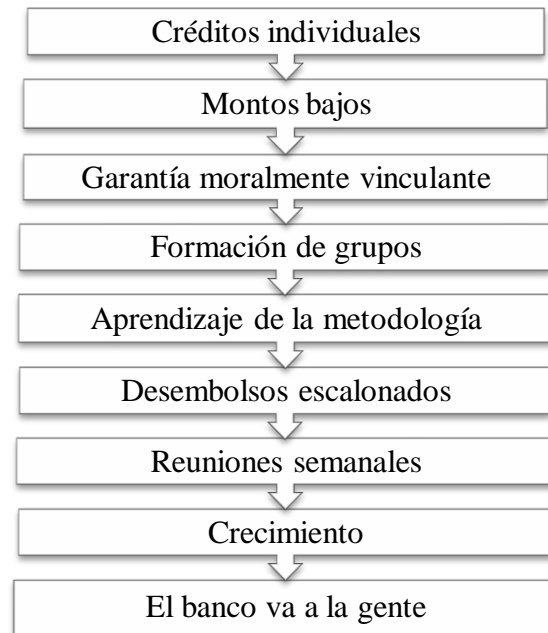 Créditos individuales
Montos bajos
Garantía moralmente vinculante
Formación de grupos
Aprendizaje de la metodología
Desembolsos escalonados
Reuniones semanales
Crecimiento
El banco va a la gente